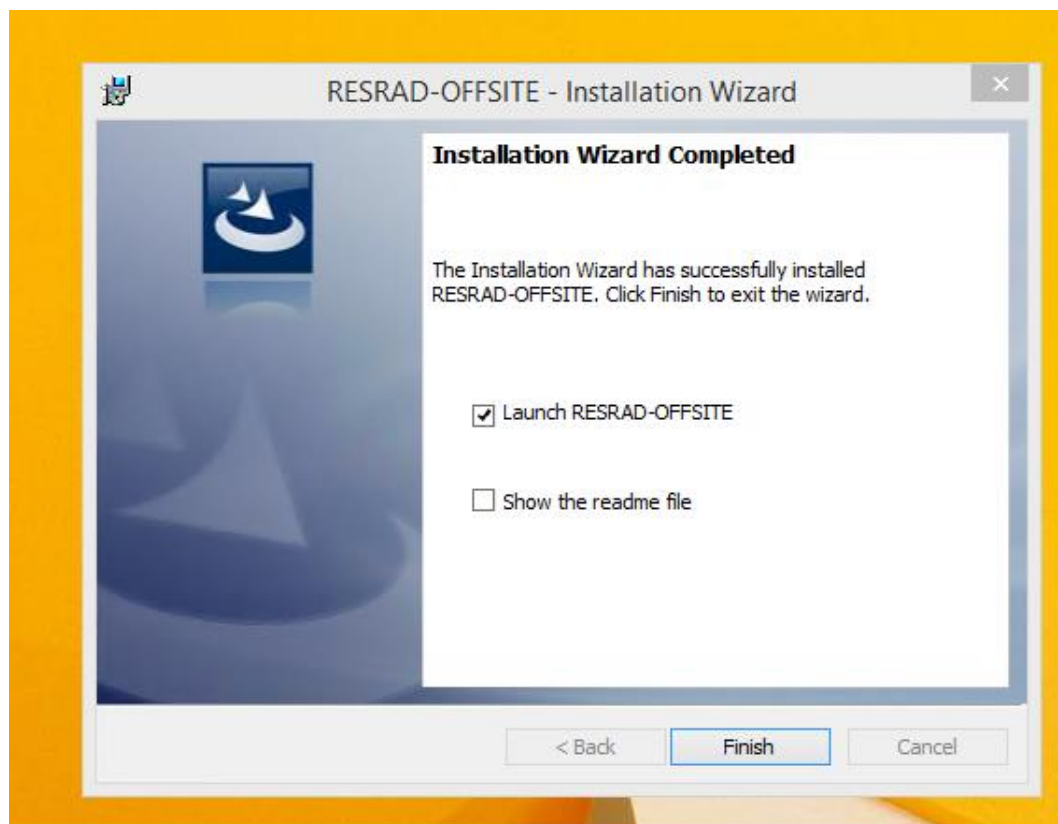 RESRAD-OFFSITE - Installation Wizard
Installation Wizard Completed
The Installation Wizard has successfully installed
RESRAD-OFFSITE. Click Finish to exit the wizard.
Launch RESRAD-OFFSITE
Show the readme file
< Back Finish Cancel